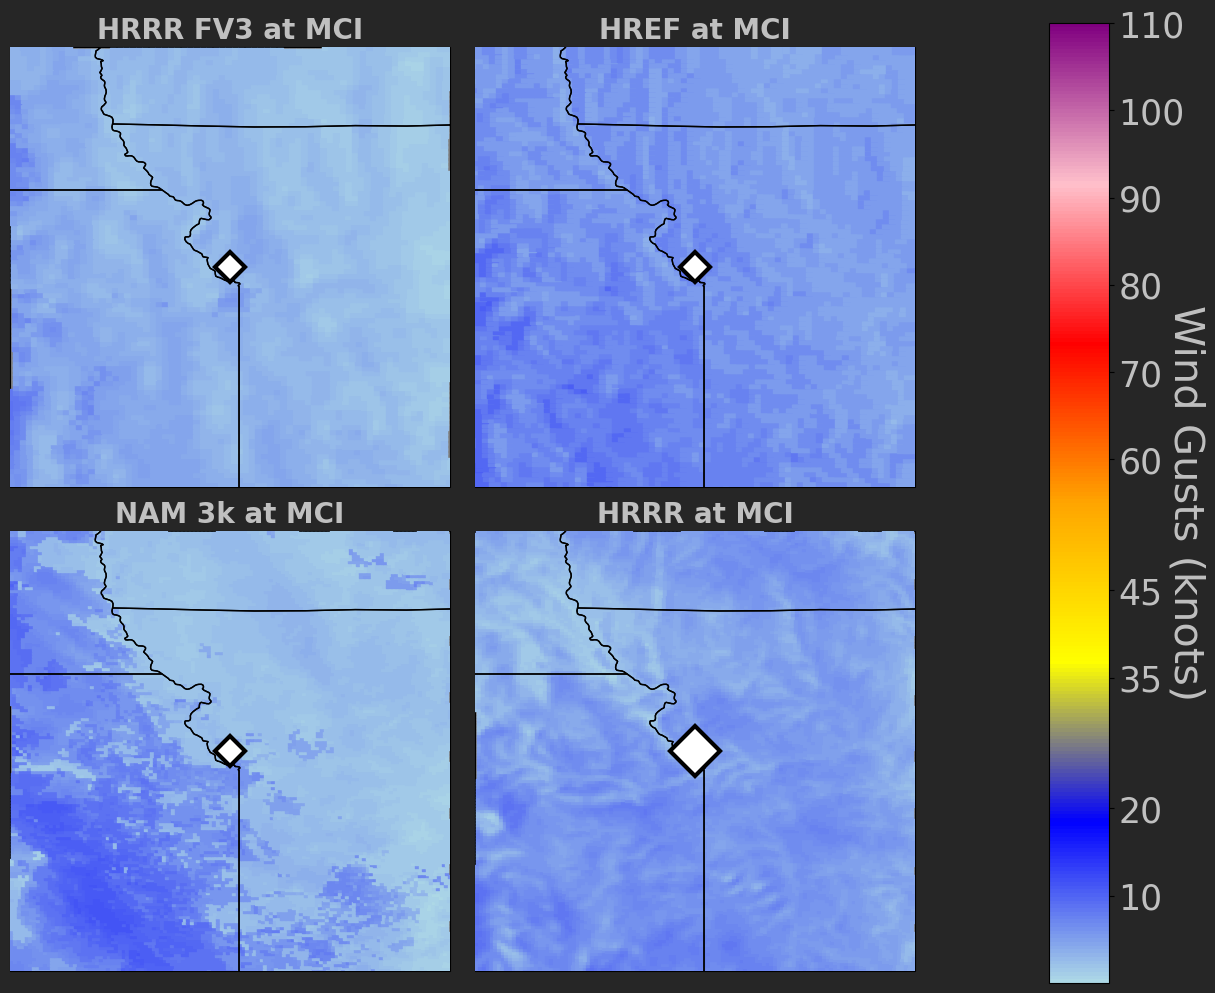 HRRR FV3 at MCI
HREF at MCI
NAM 3k at MCI
HRRR at MCI
110
100
90
80
70
60
45
35
20
10
Wind Gusts (knots)